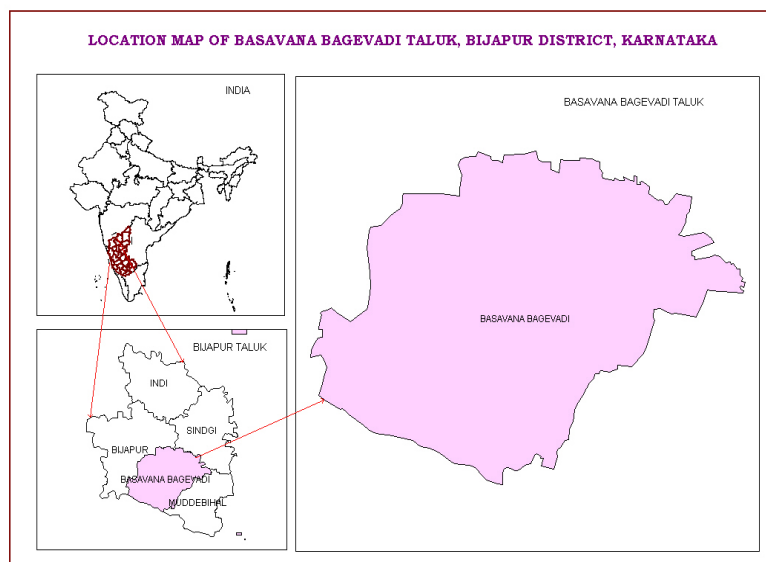 LOCATION MAP OF BASAVANA BAGEVADI TALUK, BIJAPUR DISTRICT, KARNATAKA
INDIA
BASAVANA BAGEVADI TALUK
BASAVANA BAGEVADI
BIJAPUR TALUK
INDI
SINDGI
BIJAPUR
BASAVANA BAGEVADI
MUDDEBIHAL